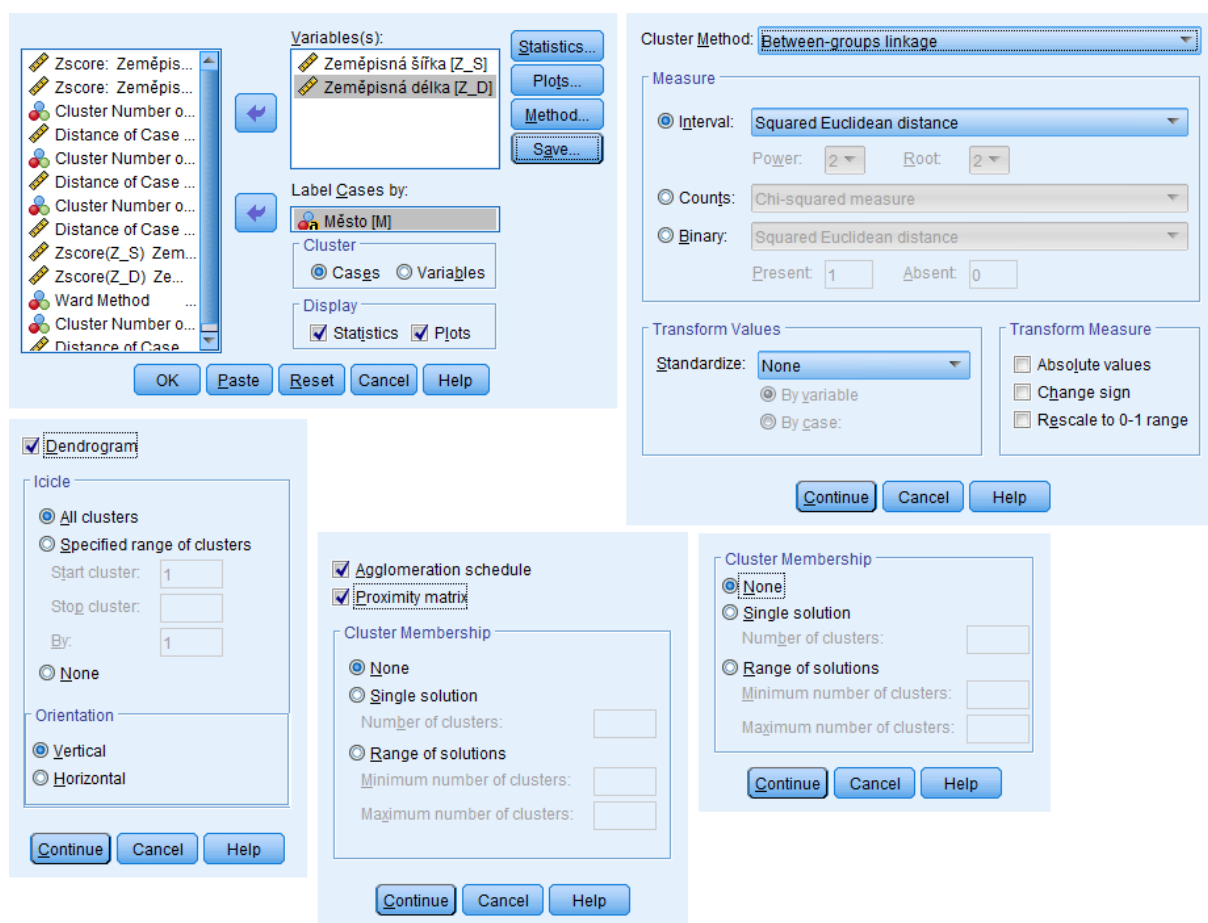 Variables(s):
Zscore: Zeměpis...
Zscore: Zeměpis...
Cluster Number o...
Distance of Case ...
Cluster Number o...
Distance of Case ...
Cluster Number o...
Distance of Case ...
Zscore(Z_S) Zem...
Zscore(Z_D) Ze...
Ward Method ...
Cluster Number o...
Distance of Case
Zeměpisná šířka [Z_S]
Zeměpisná délka [Z_D]
Statistics...
Plots...
Method...
Save...
Label Cases by:
Město [M]
Cluster
Cases Variables
Display
Statistics Plots
OK Paste Reset Cancel Help
Cluster Method: Between-groups linkage
Measure
Interval: Squared Euclidean distance
Power: 2 Root: 2
Counts: Chi-squared measure
Binary: Squared Euclidean distance
Present: 1 Absent: 0
Transform Values
Standardize: None
By variable
By case:
Transform Measure
Absolute values
Change sign
Rescale to 0-1 range
Continue Cancel Help
Dendrogram
Icicle
All clusters
Specified range of clusters
Start cluster: 1
Stop cluster:
By: 1
None
Orientation
Vertical
Horizontal
Continue Cancel Help
Agglomeration schedule
Proximity matrix
Cluster Membership
None
Single solution
Number of clusters:
Range of solutions
Minimum number of clusters:
Maximum number of clusters:
Continue Cancel Help
Cluster Membership
None
Single solution
Number of clusters:
Range of solutions
Minimum number of clusters:
Maximum number of clusters:
Continue Cancel Help